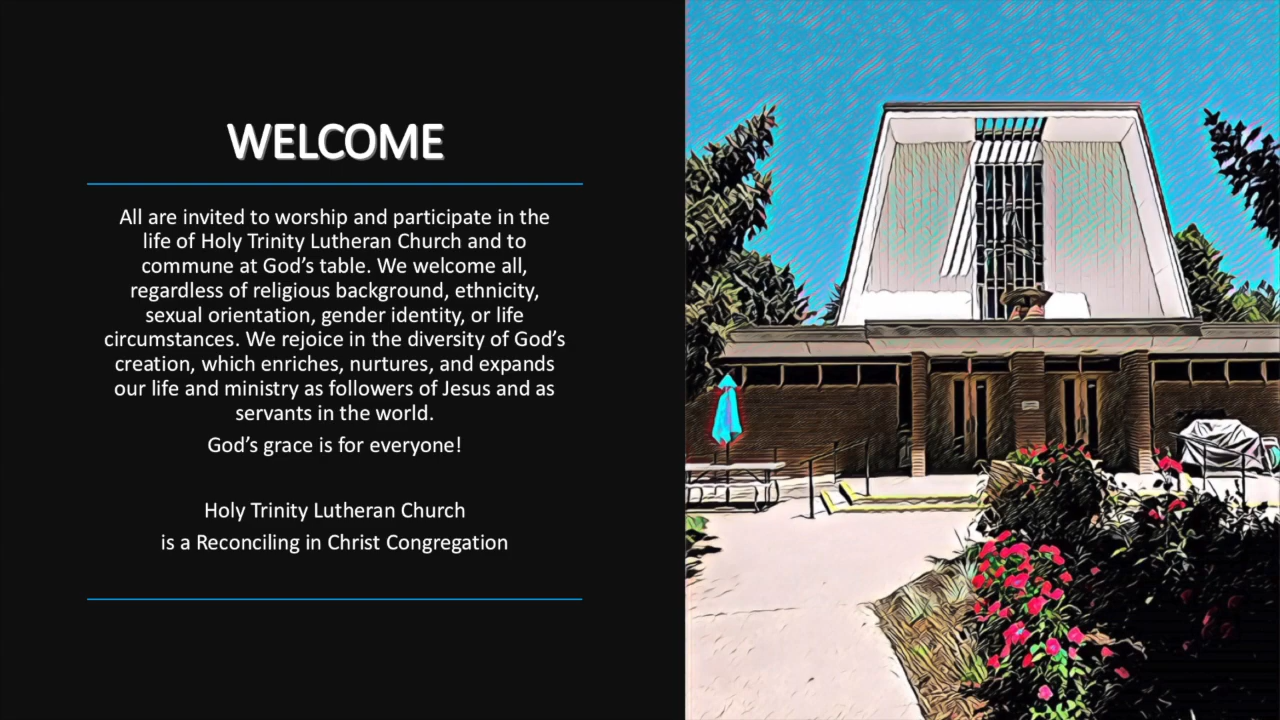 WELCOME
All are invited to worship and participate in the
life of Holy Trinity Lutheran Church and to
commune at God’s table. We welcome all,
regardless of religious background, ethnicity,
sexual orientation, gender identity, or life
circumstances. We rejoice in the diversity of God’s
creation, which enriches, nurtures, and expands
our life and ministry as followers of Jesus and as
servants in the world.
God’s grace is for everyone!
Holy Trinity Lutheran Church
is a Reconciling in Christ Congregation